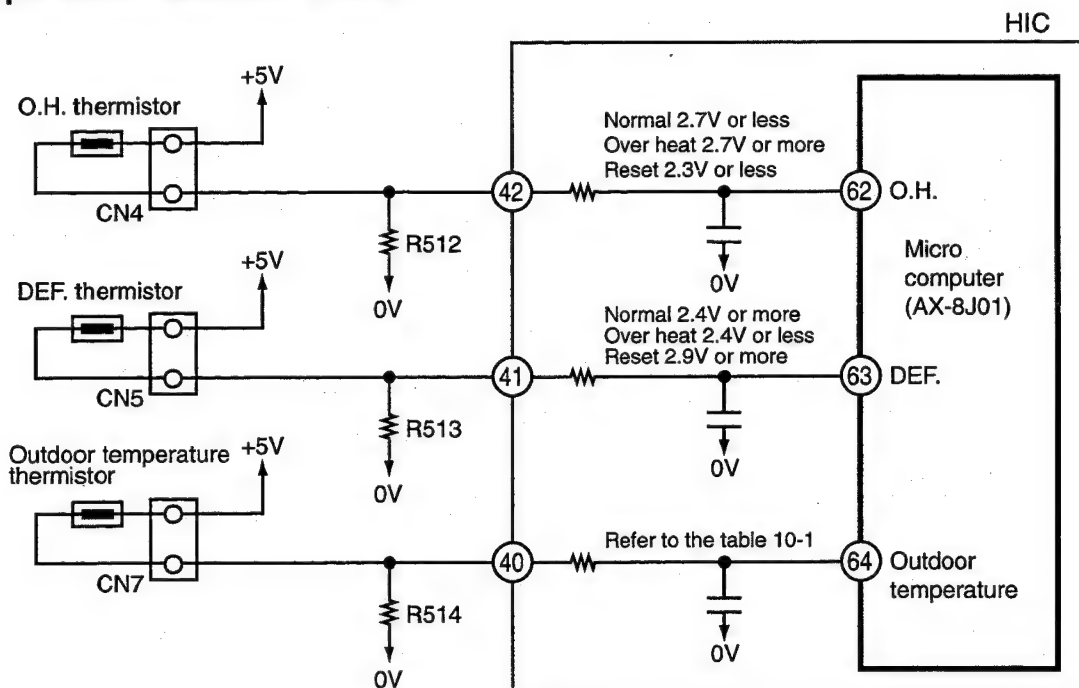 HIC
+5V
O.H. thermistor
Normal 2.7V or less
Over heat 2.7V or more
Reset 2.3V or less
42
62
O.H.
CN4
R512
0V
0V
Micro
computer
(AX-8J01)
+5V
DEF. thermistor
Normal 2.4V or more
Over heat 2.4V or less
Reset 2.9V or more
41
63
DEF.
CN5
R513
0V
0V
Outdoor temperature
thermistor
+5V
Refer to the table 10-1
40
64
Outdoor
temperature
CN7
R514
0V
0V